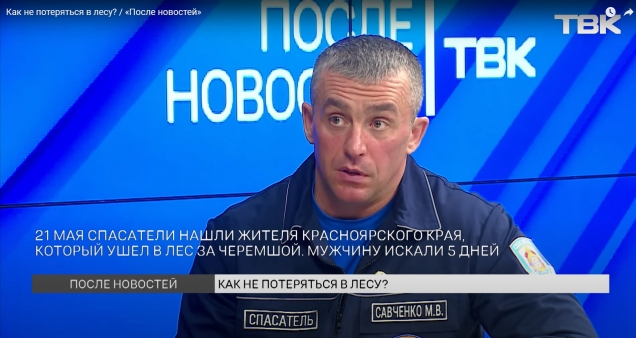 Как не потеряться в лесу? / «После новостей»
ТВК
ПОСЛЕ
НОВОС
ТВК
21 МАЯ СПАСАТЕЛИ НАШЛИ ЖИТЕЛЯ КРАСНОЯРСКОГО КРАЯ,
КОТОРЫЙ УШЕЛ В ЛЕС ЗА ЧЕРЕМШОЙ. МУЖЧИНУ ИСКАЛИ 5 ДНЕЙ
ПОСЛЕ НОВОСТЕЙ
КАК НЕ ПОТЕРЯТЬСЯ В ЛЕСУ?
СПАСАТЕЛЬ
САВЧЕНКО М.В.